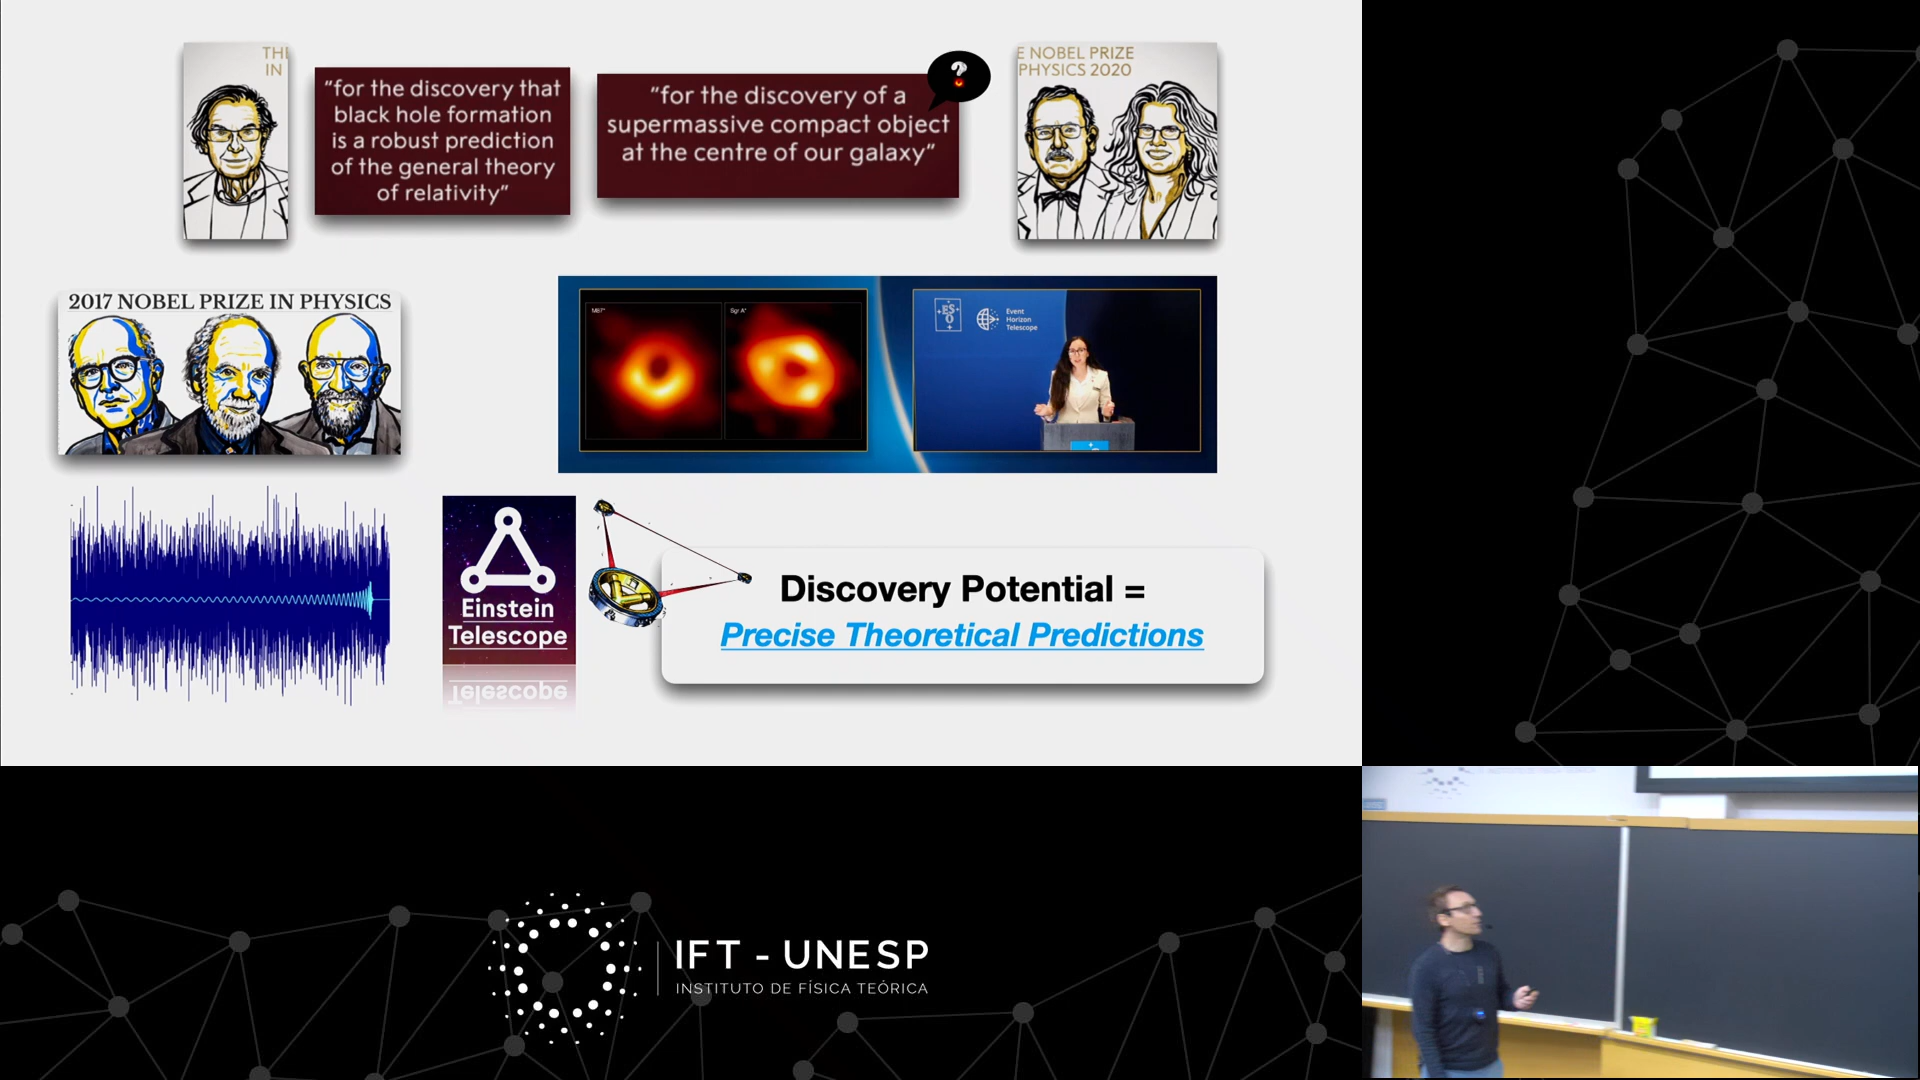 THE
IN
"for the discovery that
black hole formation
is a robust prediction
of the general theory
of relativity"
"for the discovery of a
supermassive compact object
at the centre of our galaxy"
?
E NOBEL PRIZE
PHYSICS 2020
2017 NOBEL PRIZE IN PHYSICS
M87*
Sgr A*
ESO
Event
Horizon
Telescope
Einstein
Telescope
Discovery Potential =
Precise Theoretical Predictions
IFT - UNESP
INSTITUTO DE FÍSICA TEÓRICA